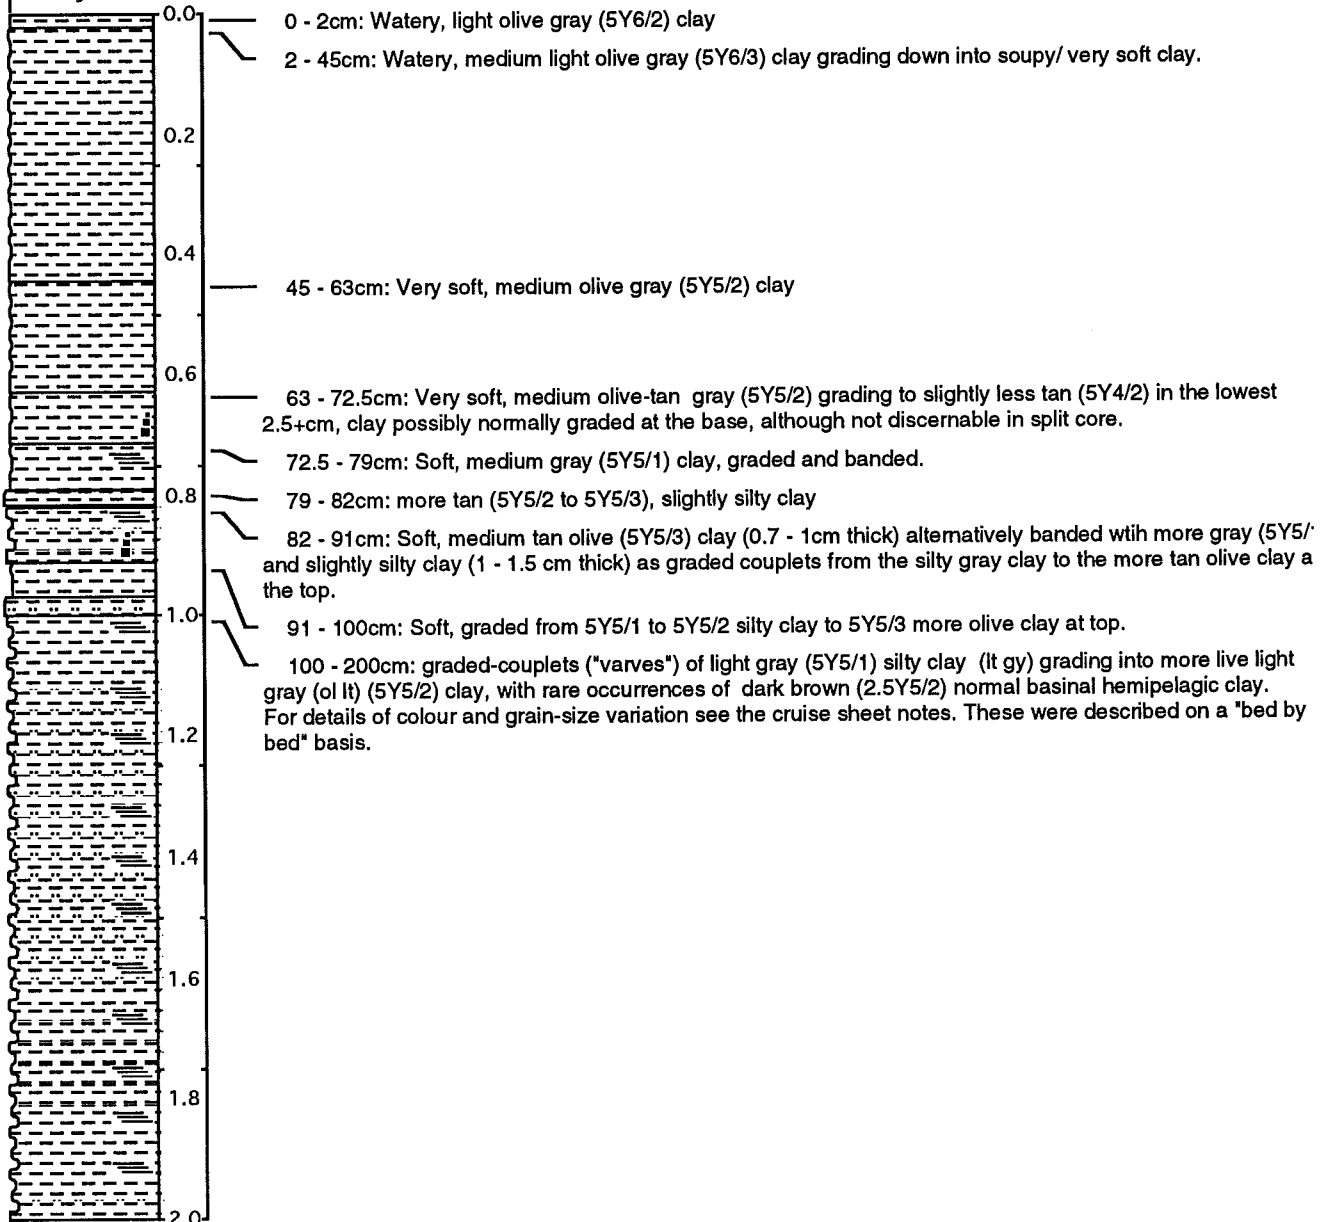 0.0
0 - 2cm: Watery, light olive gray (5Y6/2) clay
2 - 45cm: Watery, medium light olive gray (5Y6/3) clay grading down into soupy/ very soft clay.
0.2
0.4
45 - 63cm: Very soft, medium olive gray (5Y5/2) clay
0.6
63 - 72.5cm: Very soft, medium olive-tan gray (5Y5/2) grading to slightly less tan (5Y4/2) in the lowest
2.5+cm, clay possibly normally graded at the base, although not discernable in split core.
72.5 - 79cm: Soft, medium gray (5Y5/1) clay, graded and banded.
0.8
79 - 82cm: more tan (5Y5/2 to 5Y5/3), slightly silty clay
82 - 91cm: Soft, medium tan olive (5Y5/3) clay (0.7 - 1cm thick) alternatively banded wtih more gray (5Y5/
and slightly silty clay (1 - 1.5 cm thick) as graded couplets from the silty gray clay to the more tan olive clay a
the top.
1.0
91 - 100cm: Soft, graded from 5Y5/1 to 5Y5/2 silty clay to 5Y5/3 more olive clay at top.
100 - 200cm: graded-couplets ("varves") of light gray (5Y5/1) silty clay (lt gy) grading into more live light
gray (ol lt) (5Y5/2) clay, with rare occurrences of dark brown (2.5Y5/2) normal basinal hemipelagic clay.
For details of colour and grain-size variation see the cruise sheet notes. These were described on a "bed by
bed" basis.
1.2
1.4
1.6
1.8
2.0